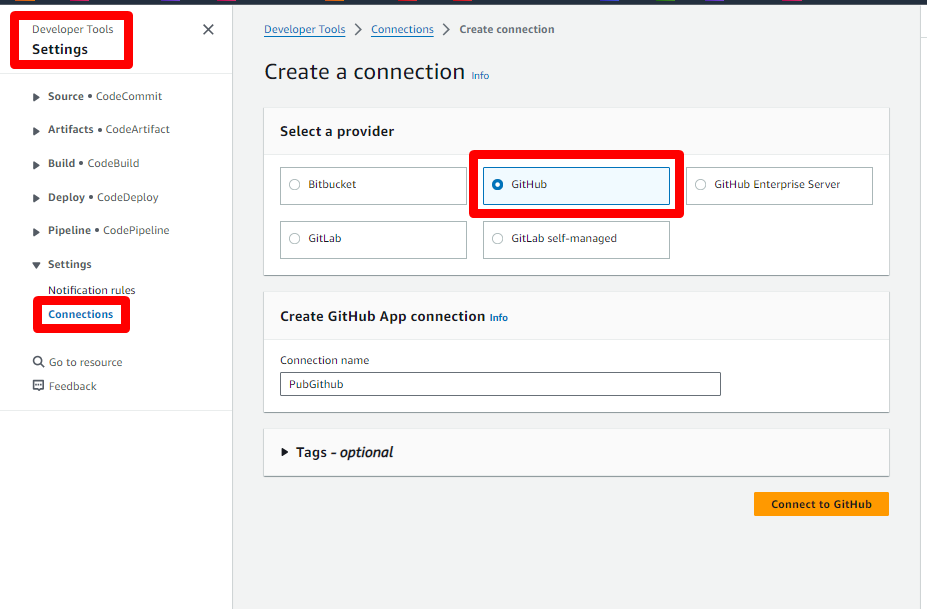 Developer Tools
Settings
Source • CodeCommit
Artifacts • CodeArtifact
Build • CodeBuild
Deploy • CodeDeploy
Pipeline • CodePipeline
Settings
Notification rules
Connections
Go to resource
Feedback
Developer Tools > Connections > Create connection
Create a connection Info
Select a provider
Bitbucket
GitHub
GitHub Enterprise Server
GitLab
GitLab self-managed
Create GitHub App connection Info
Connection name
PubGithub
Tags - optional
Connect to GitHub